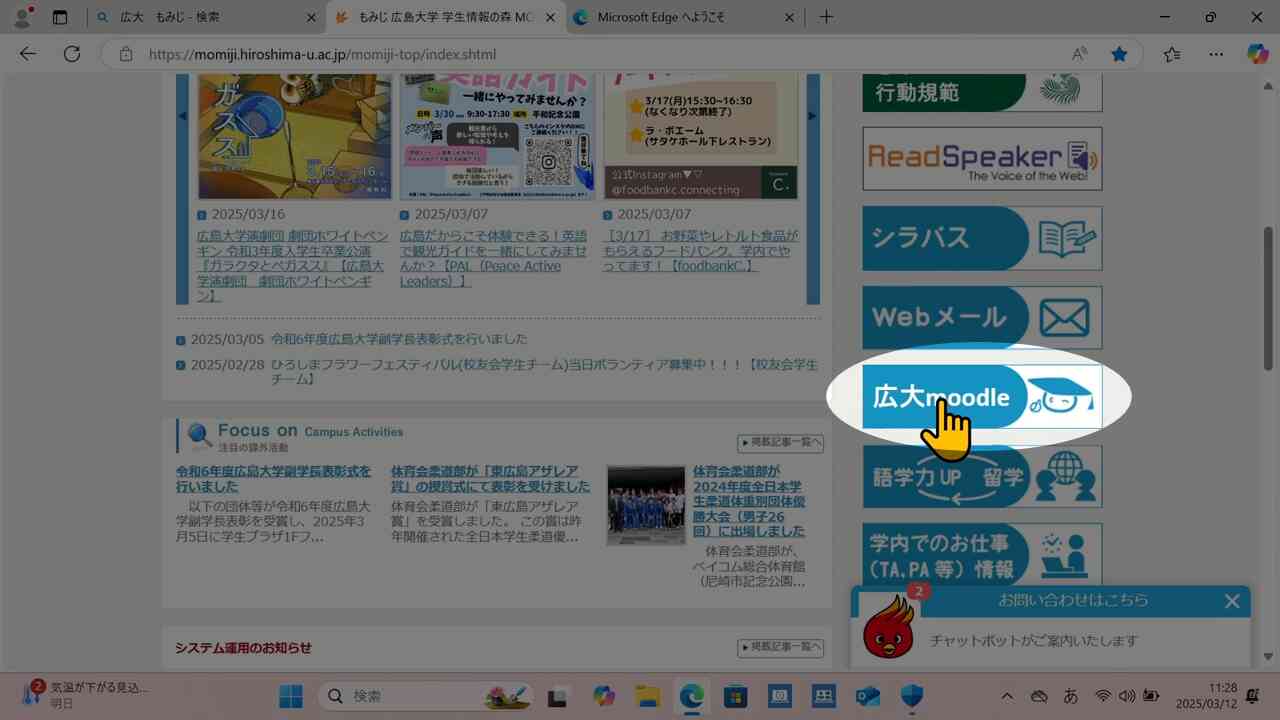 広大 もみじ - 検索
もみじ 広島大学 学生情報の森 MO
Microsoft Edge へようこそ
https://momiji.hiroshima-u.ac.jp/momiji-top/index.shtml
ガ
ス
ス
一緒にやってみませんか？
3/30
9:30-17:30
平和記念公園
3/17(月)15:30~16:30
(なくなり次第終了)
ラ・ポエーム
(サタケホール下レストラン)
公式Instagram▼▽
@foodbankc.connecting
C.
2025/03/16
広島大学演劇団 劇団ホワイトペン
ギン 令和3年度入学生卒業公演
『ガラクタとペガスス』【広島大
学演劇団 劇団ホワイトペンギ
ン】
2025/03/07
広島だからこそ体験できる！英語
で観光ガイドを一緒にしてみませ
んか？【PAL（Peace Active
Leaders）】
2025/03/07
［3/17］ お野菜やレトルト食品が
もらえるフードバンク、学内でや
ってます！【foodbankC.】
2025/03/05 令和6年度広島大学副学長表彰式を行いました
2025/02/28 ひろしまフラワーフェスティバル(校友会学生チーム)当日ボランティア募集中！！！【校友会学生
チーム】
Focus on Campus Activities
注目の課外活動
掲載記事一覧へ
令和6年度広島大学副学長表彰式を
行いました
以下の団体等が令和6年度広島大
学副学長表彰を受賞し、2025年3
月5日に学生プラザ1Fフ...
体育会柔道部が「東広島アザレア
賞」の授賞式にて表彰を受けました
体育会柔道部が「東広島アザレア
賞」を受賞しました。 この賞は昨
年開催された全日本学生柔道優...
体育会柔道部が
2024年度全日本学
生柔道体重別団体優
勝大会（男子26
回）に出場しました
体育会柔道部が、
ベイコム総合体育館
（尼崎市記念公園...
システム運用のお知らせ
掲載記事一覧へ
行動規範
ReadSpeaker
The Voice of the Web!
シラバス
Webメール
広大moodle
語学力UP 留学
学内でのお仕事
（TA, PA 等）情報
2
お問い合わせはこちら
チャットボットがご案内いたします
2
気温が下がる見込...
明日
検索
あ
11:28
2025/03/12